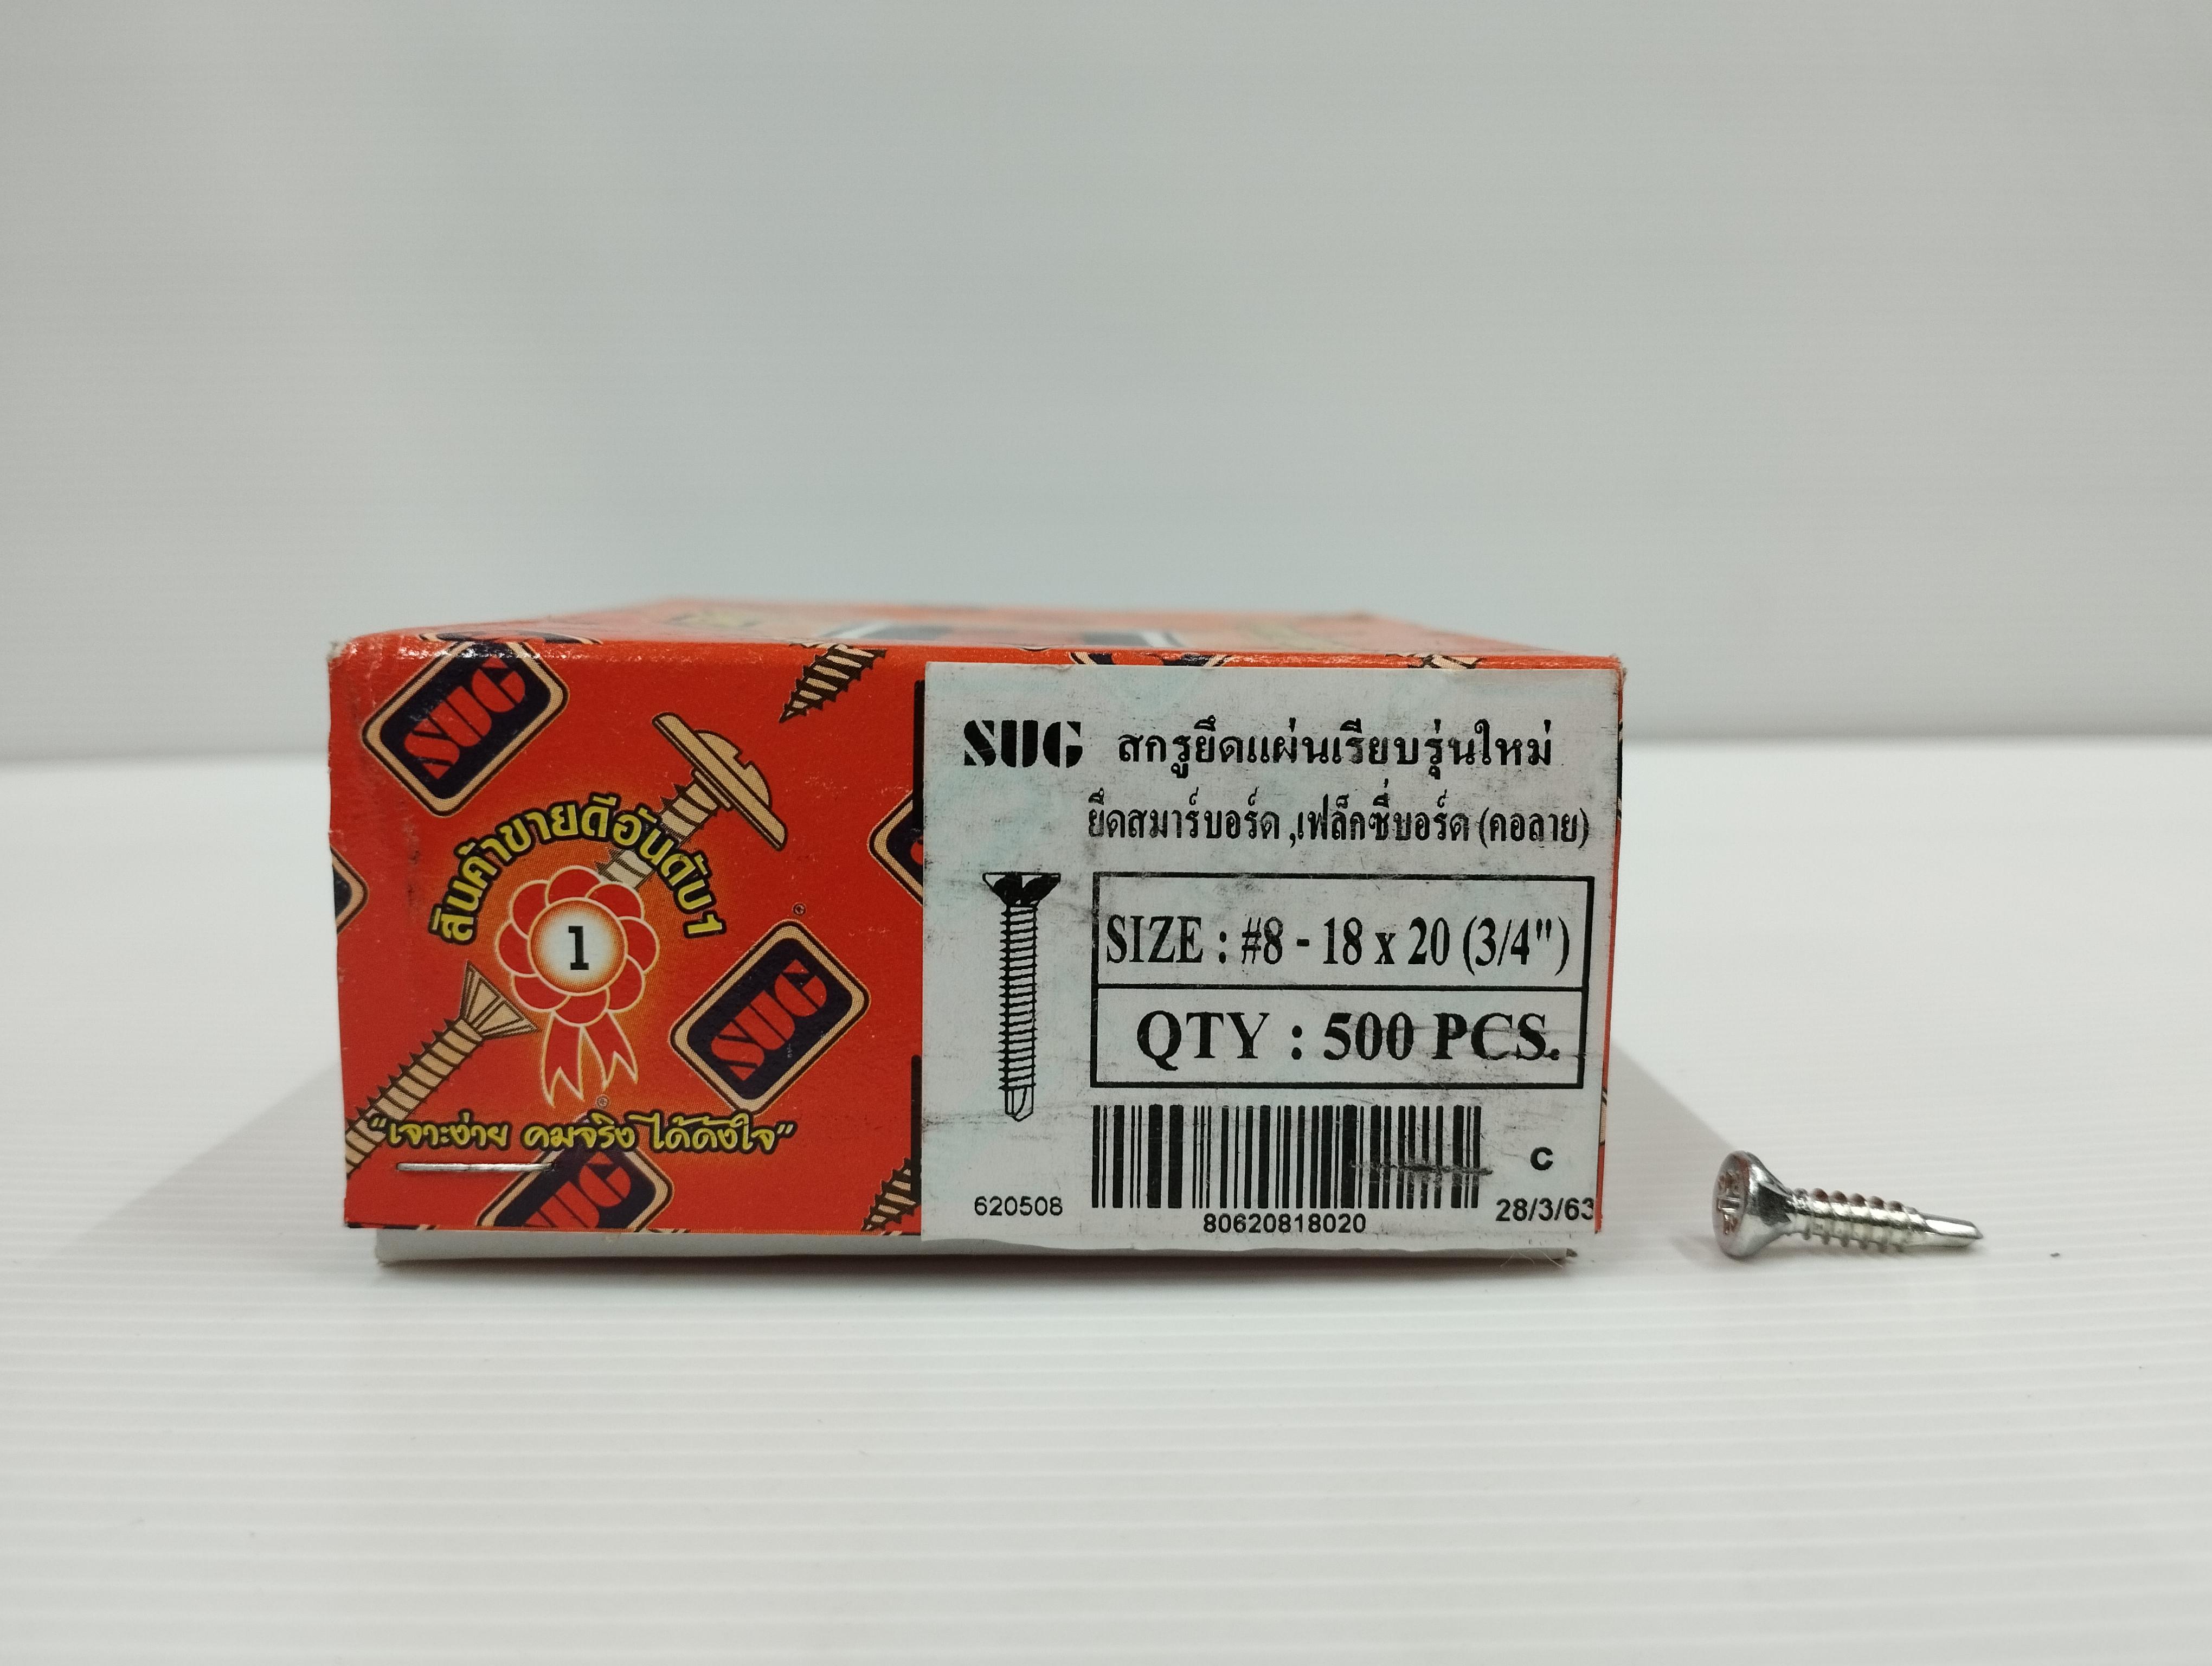 SUG
สินค้าขายดีอันดับ 1
1
SUG
"เจาะง่าย คมจริง ได้ดังใจ"
SUG
SUG สกรูยึดแผ่นเรียบรุ่นใหม่
ยึดสมาร์บอร์ด ,เฟล็กซี่บอร์ด (คอลาย)
SIZE : #8 - 18 x 20 (3/4")
QTY : 500 PCS.
C
620508
80620818020
28/3/63